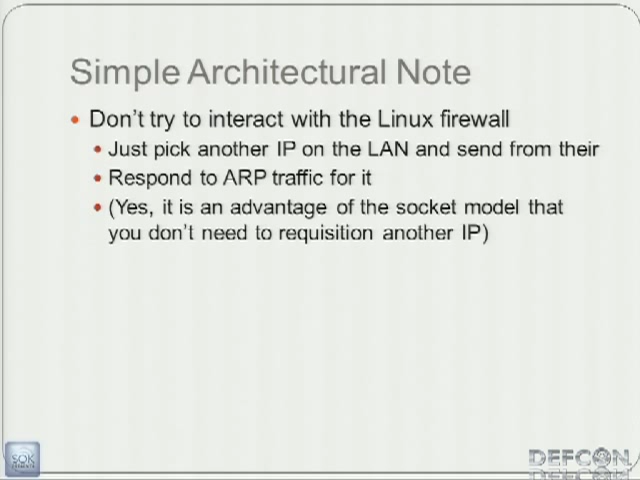 Simple Architectural Note
Don't try to interact with the Linux firewall
Just pick another IP on the LAN and send from their
Respond to ARP traffic for it
(Yes, it is an advantage of the socket model that
you don't need to requisition another IP)
SOK
DEFCON